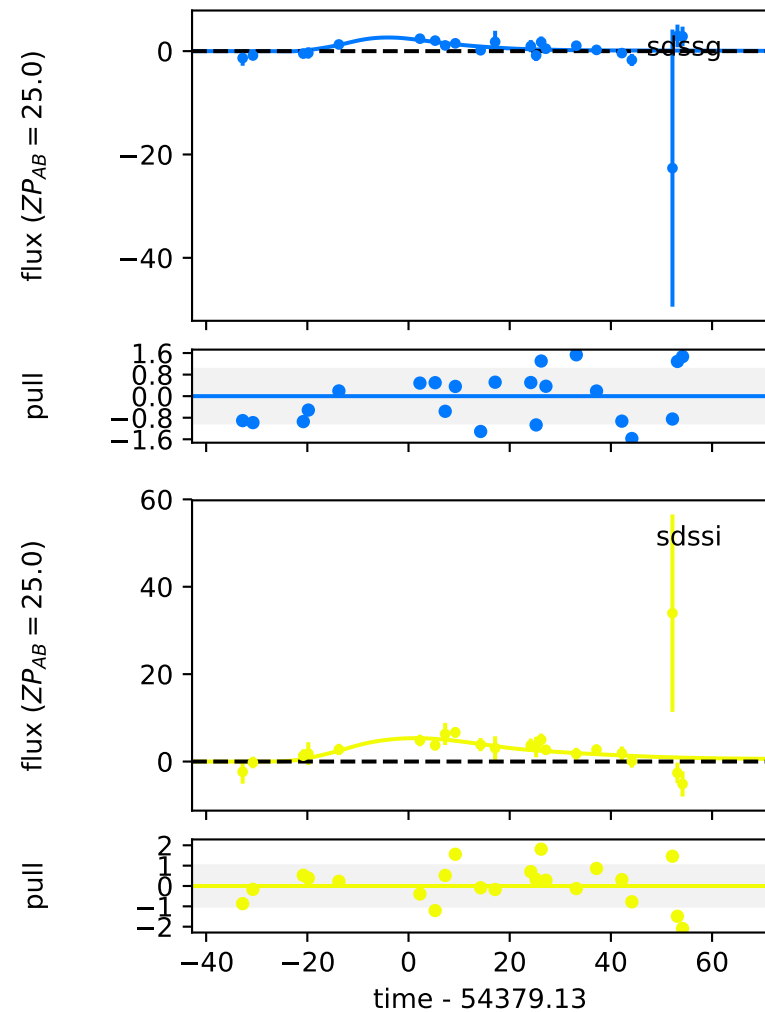 0
−20
−40
flux (ZP_AB = 25.0)
sdssg
1.6
0.8
0.0
−0.8
−1.6
pull
60
40
20
0
flux (ZP_AB = 25.0)
sdssi
2
1
0
−1
−2
pull
−40 −20 0 20 40 60
time - 54379.13